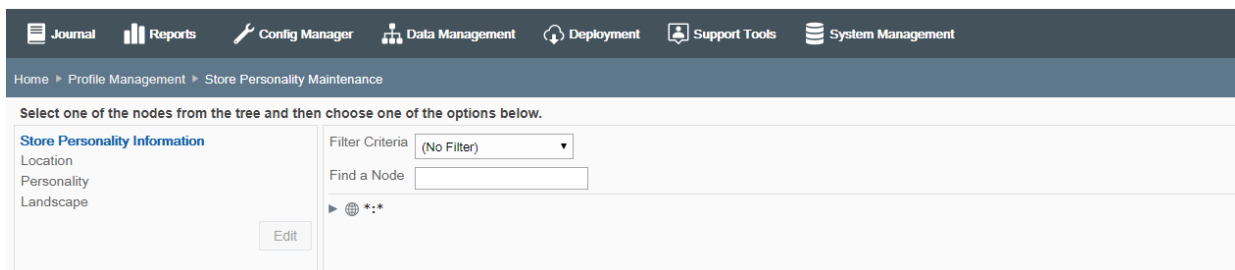 Journal Reports Config Manager Data Management Deployment Support Tools System Management
Home ▶ Profile Management ▶ Store Personality Maintenance
Select one of the nodes from the tree and then choose one of the options below.
Store Personality Information
Location
Personality
Landscape
Edit
Filter Criteria (No Filter)
Find a Node
*:*